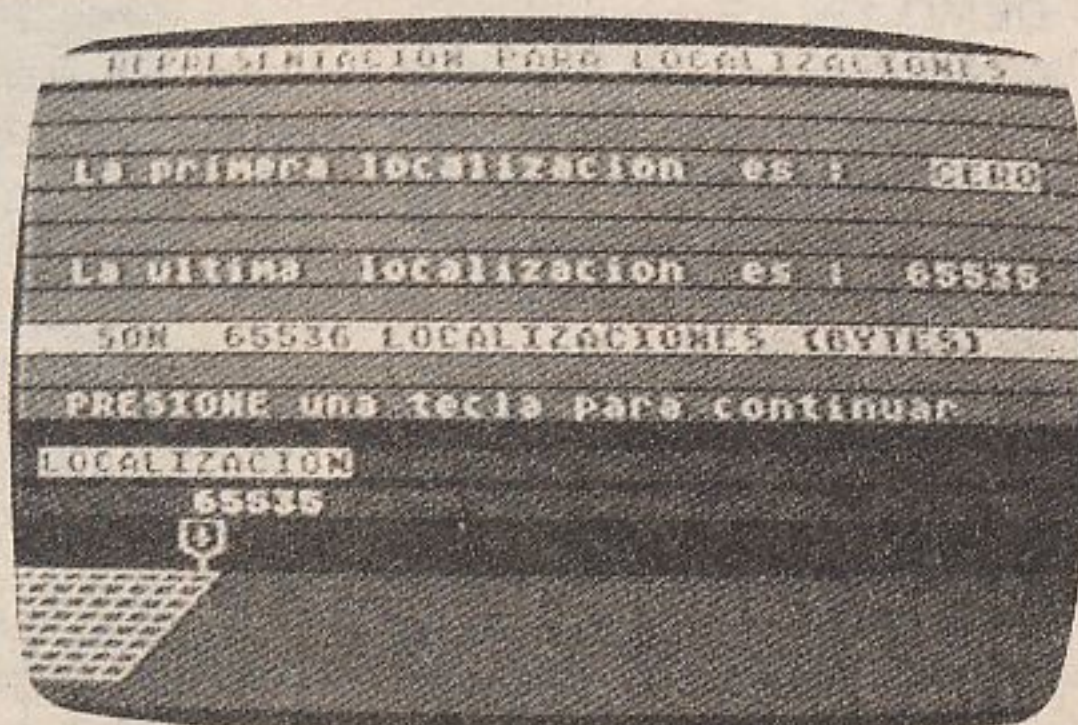 REPRESENTACION PARA LOCALIZACIONES
La primera localizacion es : CERO
La ultima localizacion es : 65535
SON 65536 LOCALIZACIONES (BYTES)
PRESIONE una tecla para continuar
LOCALIZACION
65535